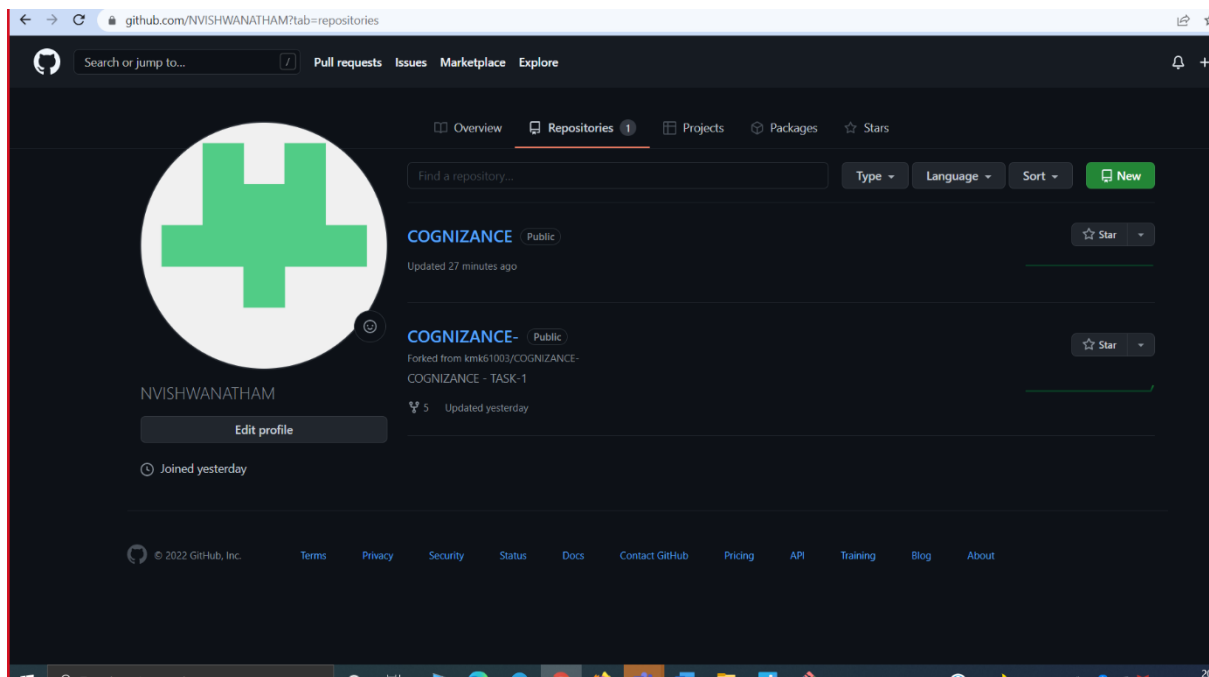 github.com/NVISHWANATHAM?tab=repositories
Search or jump to... / Pull requests Issues Marketplace Explore
Overview Repositories 1 Projects Packages Stars
Find a repository... Type Language Sort New
COGNIZANCE Public Star
Updated 27 minutes ago
COGNIZANCE- Public Star
Forked from kmk61003/COGNIZANCE-
COGNIZANCE - TASK-1
5 Updated yesterday
NVISHWANATHAM
Edit profile
Joined yesterday
© 2022 GitHub, Inc. Terms Privacy Security Status Docs Contact GitHub Pricing API Training Blog About